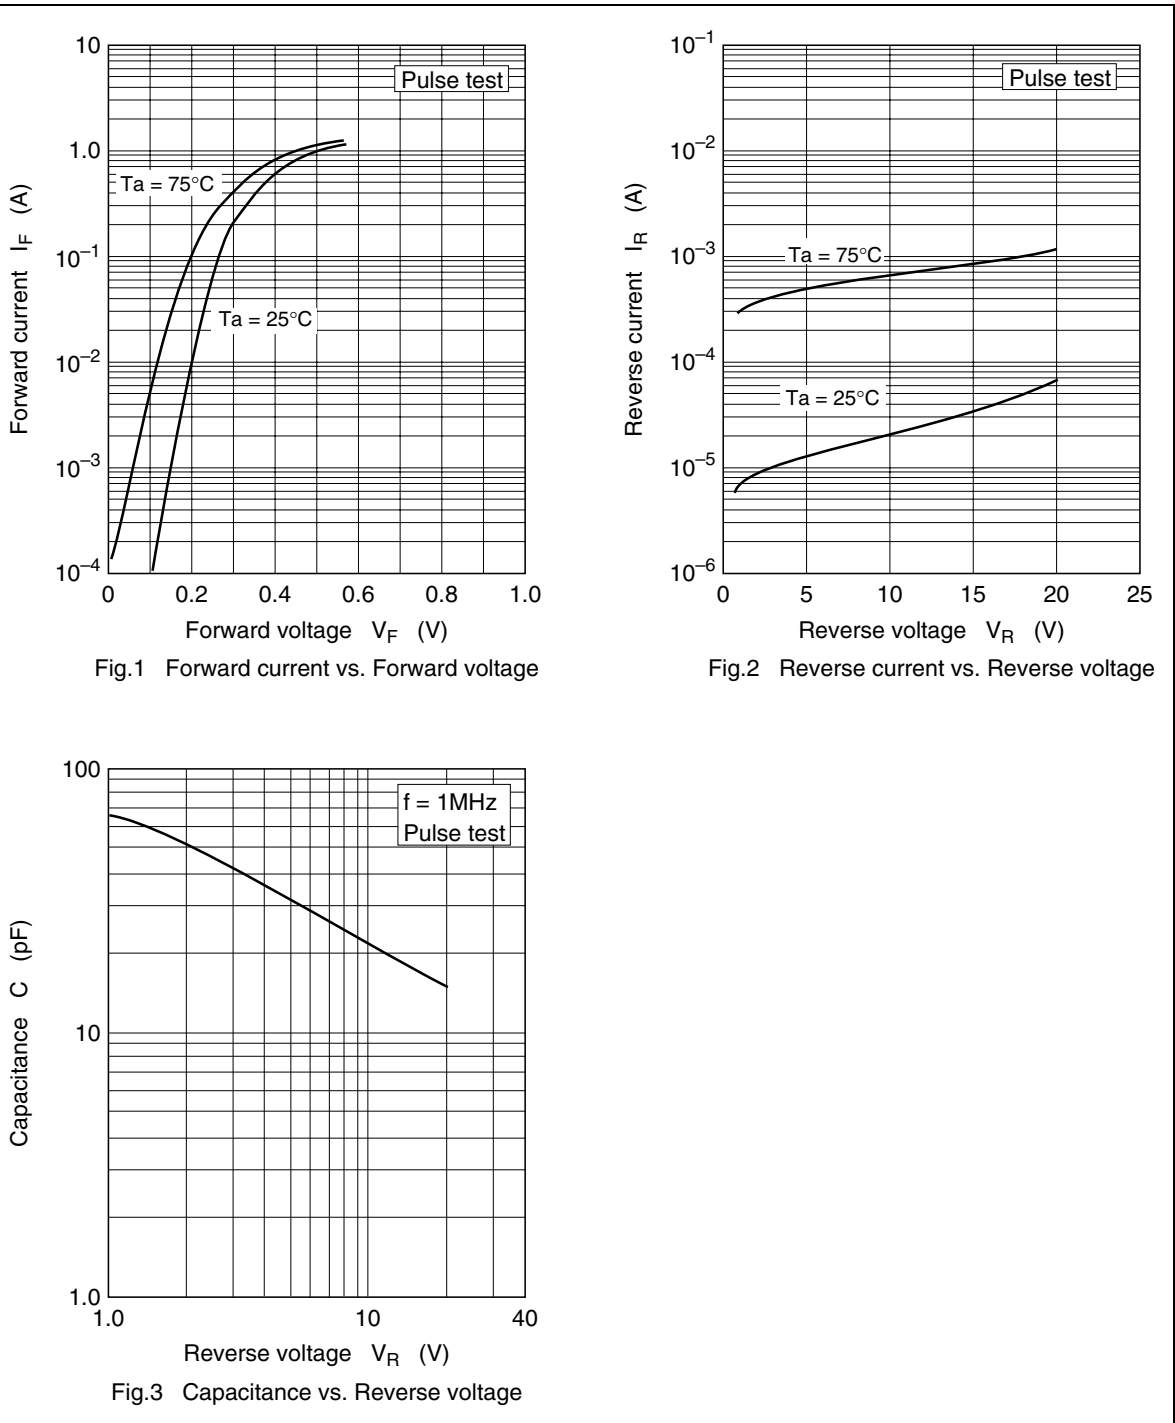 10
1.0
10–1
10–2
10–3
10–4
0
0.2
0.4
0.6
0.8
1.0
Pulse test
Ta = 75°C
Ta = 25°C
Forward current IF (A)
Forward voltage VF (V)
Fig.1 Forward current vs. Forward voltage
10–1
10–2
10–3
10–4
10–5
10–6
0
5
10
15
20
25
Pulse test
Ta = 75°C
Ta = 25°C
Reverse current IR (A)
Reverse voltage VR (V)
Fig.2 Reverse current vs. Reverse voltage
100
10
1.0
1.0
10
40
f = 1MHz
Pulse test
Capacitance C (pF)
Reverse voltage VR (V)
Fig.3 Capacitance vs. Reverse voltage